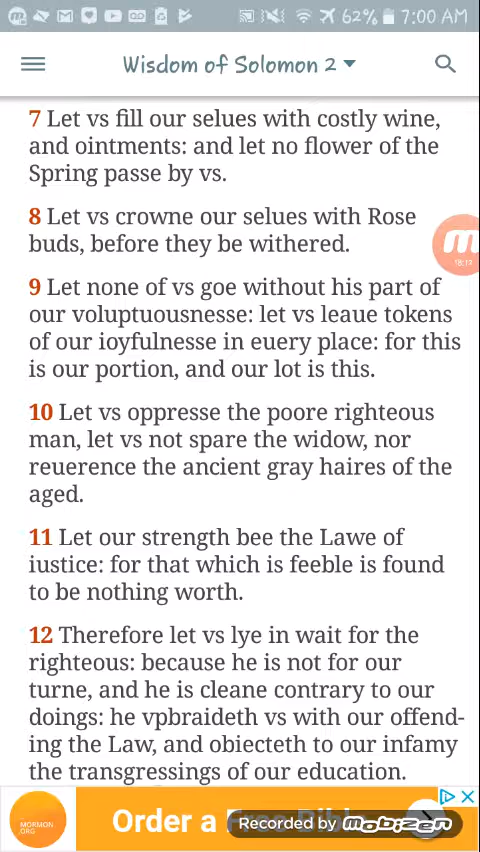 62% 7:00 AM
Wisdom of Solomon 2
7 Let vs fill our selues with costly wine,
and ointments: and let no flower of the
Spring passe by vs.
8 Let vs crowne our selues with Rose
buds, before they be withered.
9 Let none of vs goe without his part of
our voluptuousnesse: let vs leaue tokens
of our ioyfulnesse in euery place: for this
is our portion, and our lot is this.
10 Let vs oppresse the poore righteous
man, let vs not spare the widow, nor
reuerence the ancient gray haires of the
aged.
11 Let our strength bee the Lawe of
iustice: for that which is feeble is found
to be nothing worth.
12 Therefore let vs lye in wait for the
righteous: because he is not for our
turne, and he is cleane contrary to our
doings: he vpbraideth vs with our offend-
ing the Law, and obiecteth to our infamy
the transgressings of our education.
MORMON
.ORG
Order a Free Bible
Recorded by mobizen